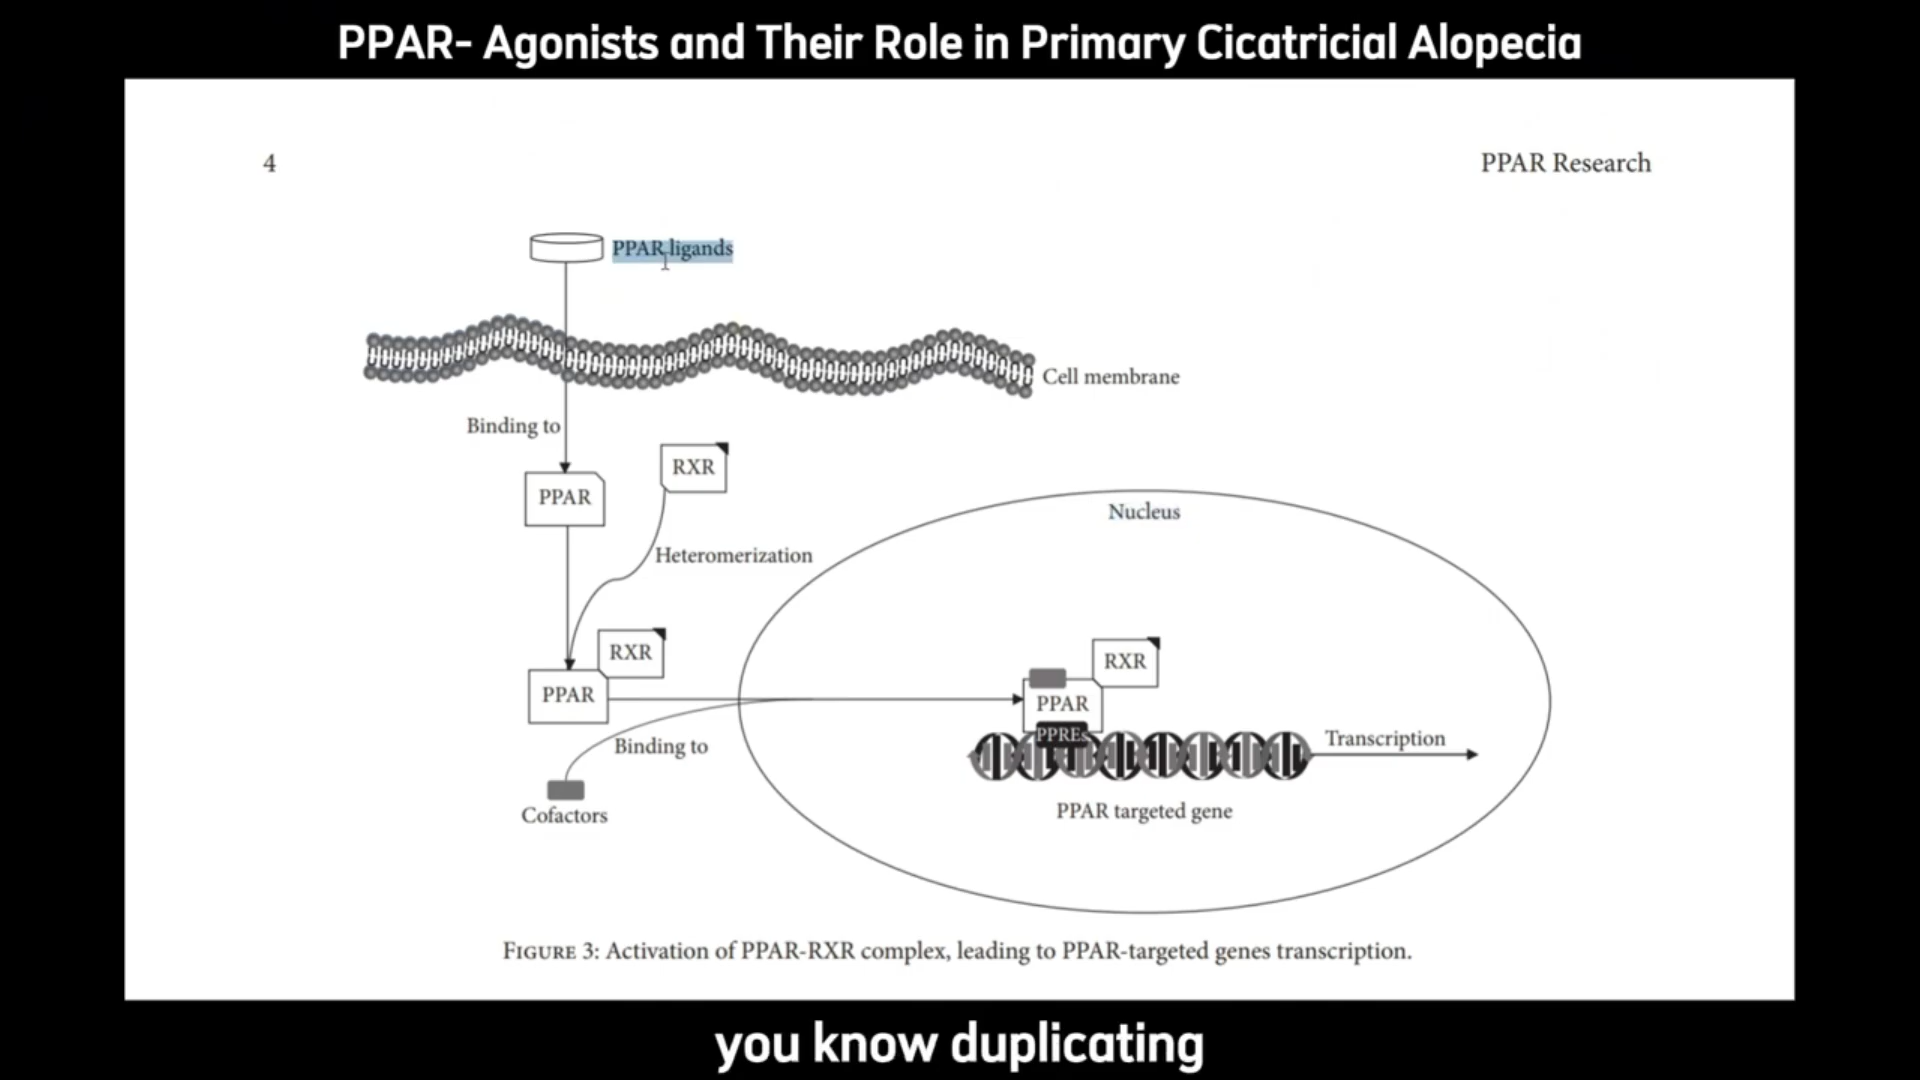 PPAR- Agonists and Their Role in Primary Cicatricial Alopecia
4
PPAR Research
PPAR ligands
Cell membrane
Binding to
RXR
PPAR
Nucleus
Heteromerization
RXR
RXR
PPAR
PPAR
PPREs
Transcription
Binding to
PPAR targeted gene
Cofactors
FIGURE 3: Activation of PPAR-RXR complex, leading to PPAR-targeted genes transcription.
you know duplicating